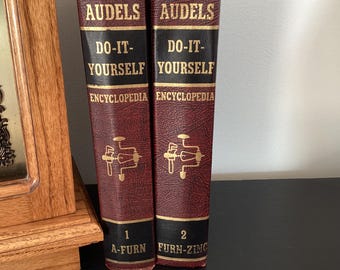 AUDELS
DO-IT-
YOURSELF
ENCYCLOPEDIA
1
A-FURN
AUDELS
DO-IT-
YOURSELF
ENCYCLOPEDIA
2
FURN-ZINC